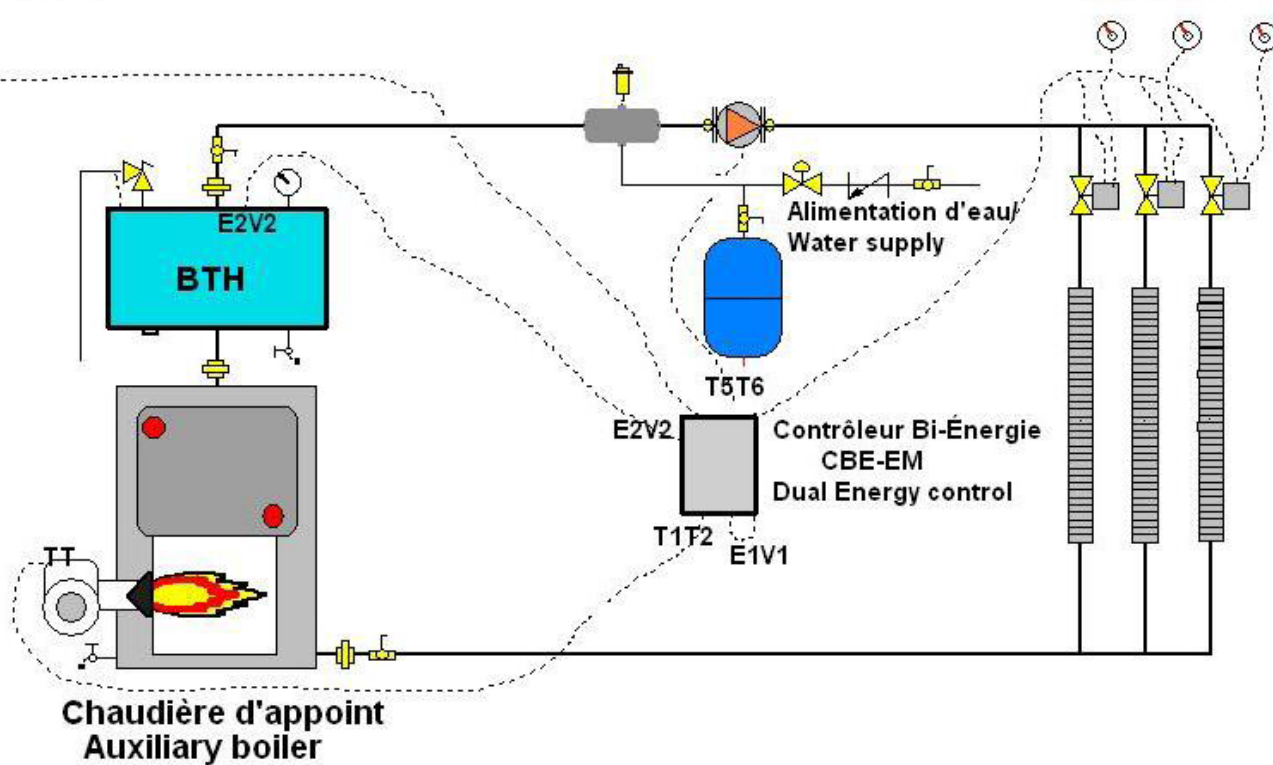 E2V2
BTH
Alimentation d'eau/
Water supply
T5T6
E2V2
Contrôleur Bi-Énergie
CBE-EM
Dual Energy control
T1T2
E1V1
TT
Chaudière d'appoint
Auxiliary boiler